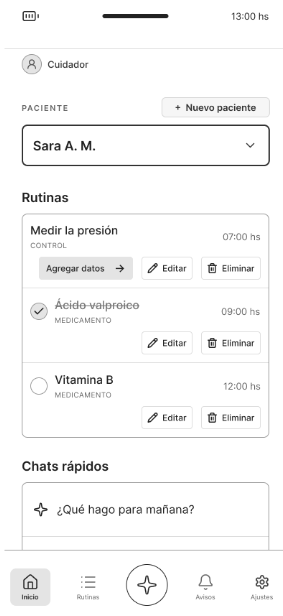 13:00 hs
Cuidador
PACIENTE
+ Nuevo paciente
Sara A. M.
Rutinas
Medir la presión
07:00 hs
CONTROL
Agregar datos → Editar Eliminar
Ácido valproico
09:00 hs
MEDICAMENTO
Editar Eliminar
Vitamina B
12:00 hs
MEDICAMENTO
Editar Eliminar
Chats rápidos
¿Qué hago para mañana?
Inicio Rutinas Avisos Ajustes